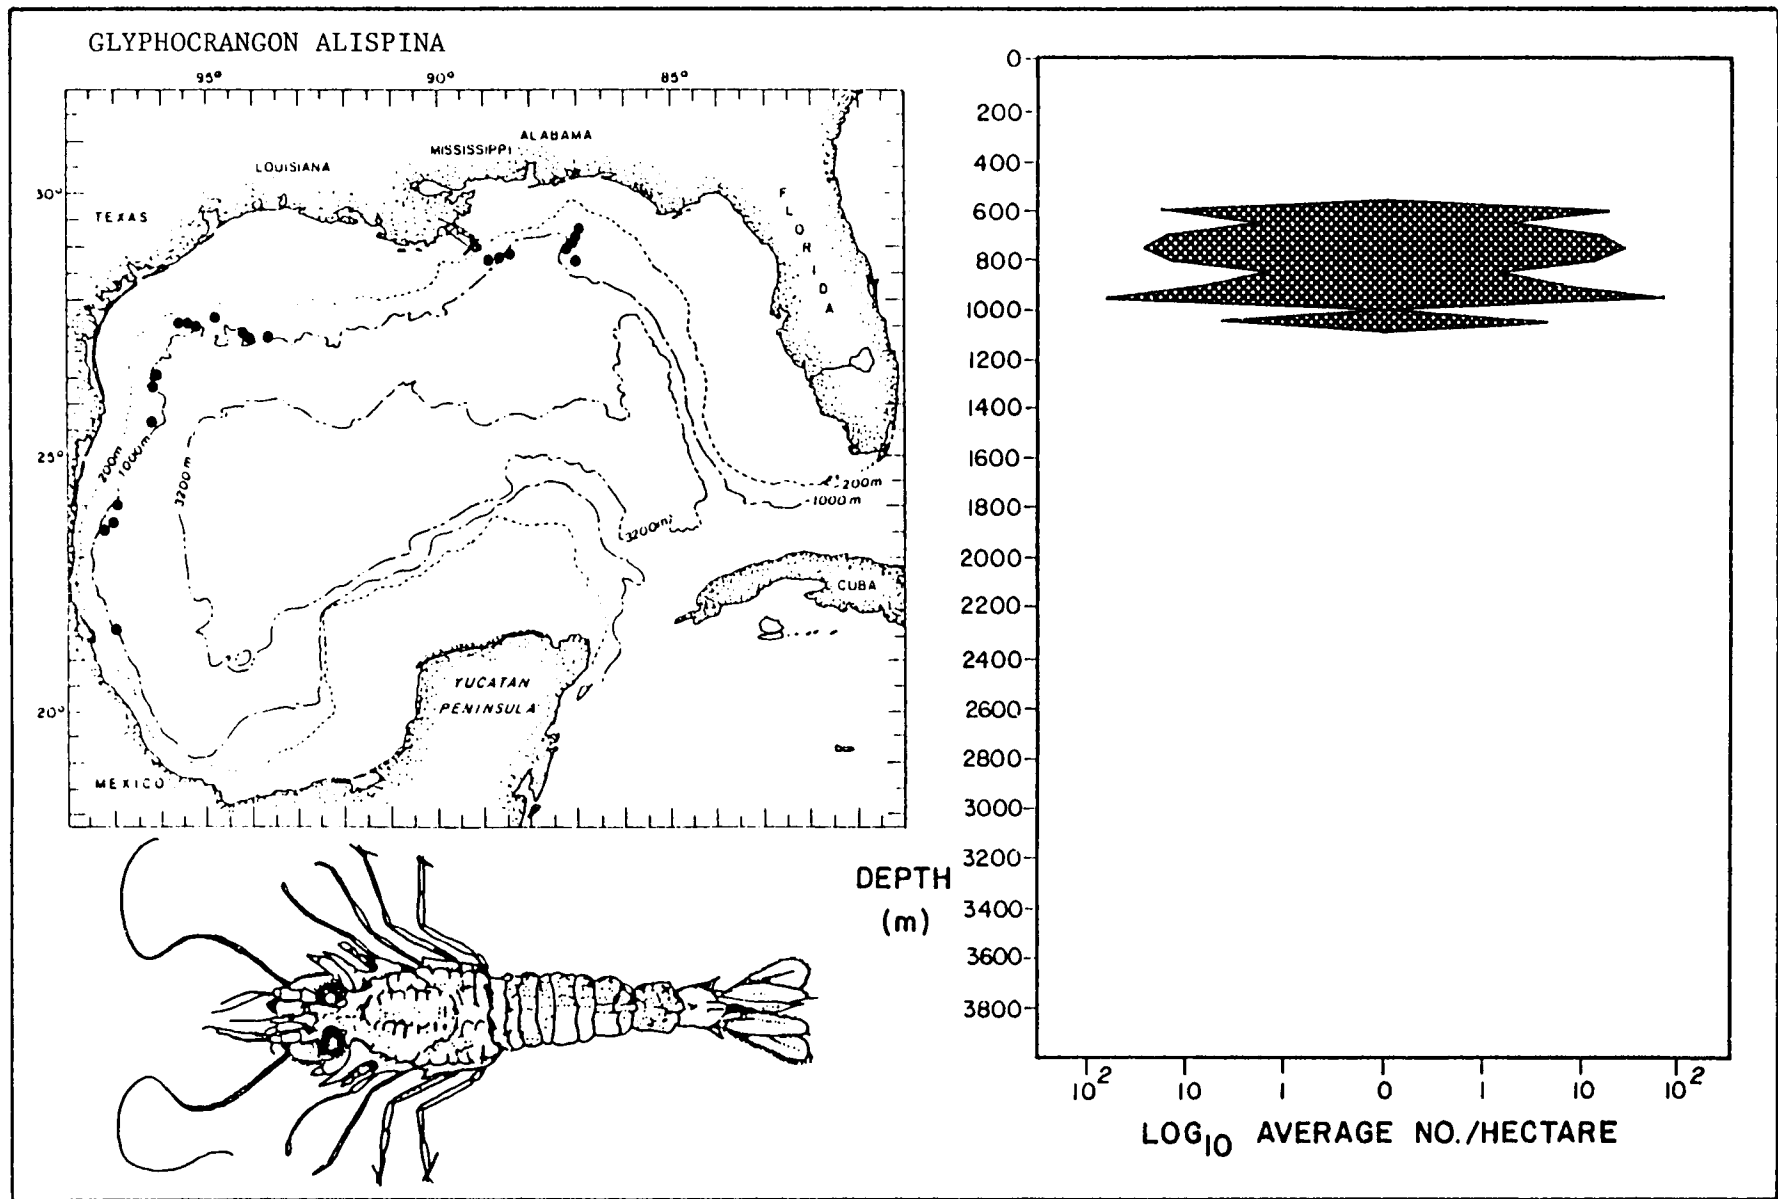 GLYPHOCRANGON ALISPINA
95° 90° 85°
ALABAMA
MISSISSIPPI
LOUISIANA
30°
TEXAS
FLORIDA
25°
200m
1000m
3200m
200m
1000m
3200m
CUBA
YUCATAN
PENINSULA
20°
MEXICO
0
200
400
600
800
1000
1200
1400
1600
1800
2000
2200
2400
2600
2800
3000
3200
3400
3600
3800
DEPTH
(m)
10² 10 1 0 1 10 10²
LOG₁₀ AVERAGE NO./HECTARE